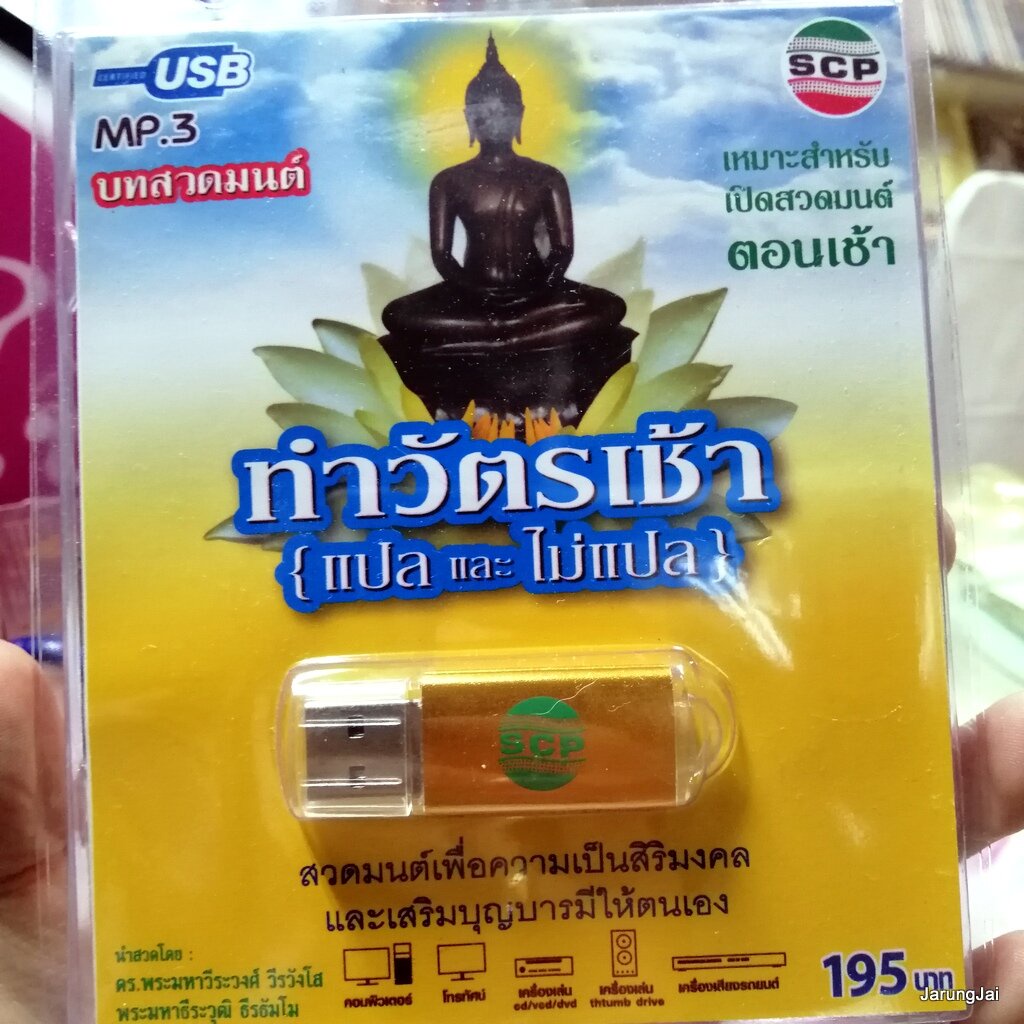 CERTIFIED USB
MP.3
บทสวดมนต์
SCP
เหมาะสำหรับ
เปิดสวดมนต์
ตอนเช้า
ทำวัตรเช้า
{ แปล และ ไม่แปล }
SCP
สวดมนต์เพื่อความเป็นสิริมงคล
และเสริมบุญบารมีให้ตนเอง
นำสวดโดย :
ดร.พระมหาวีระวงศ์ วีรวังโส
พระมหาธีระวุฒิ ธีรธัมโม
คอมพิวเตอร์
โทรทัศน์
เครื่องเล่น
cd/vcd/dvd
เครื่องเล่น
thtumb drive
เครื่องเสียงรถยนต์
195 บาท
JarungJai